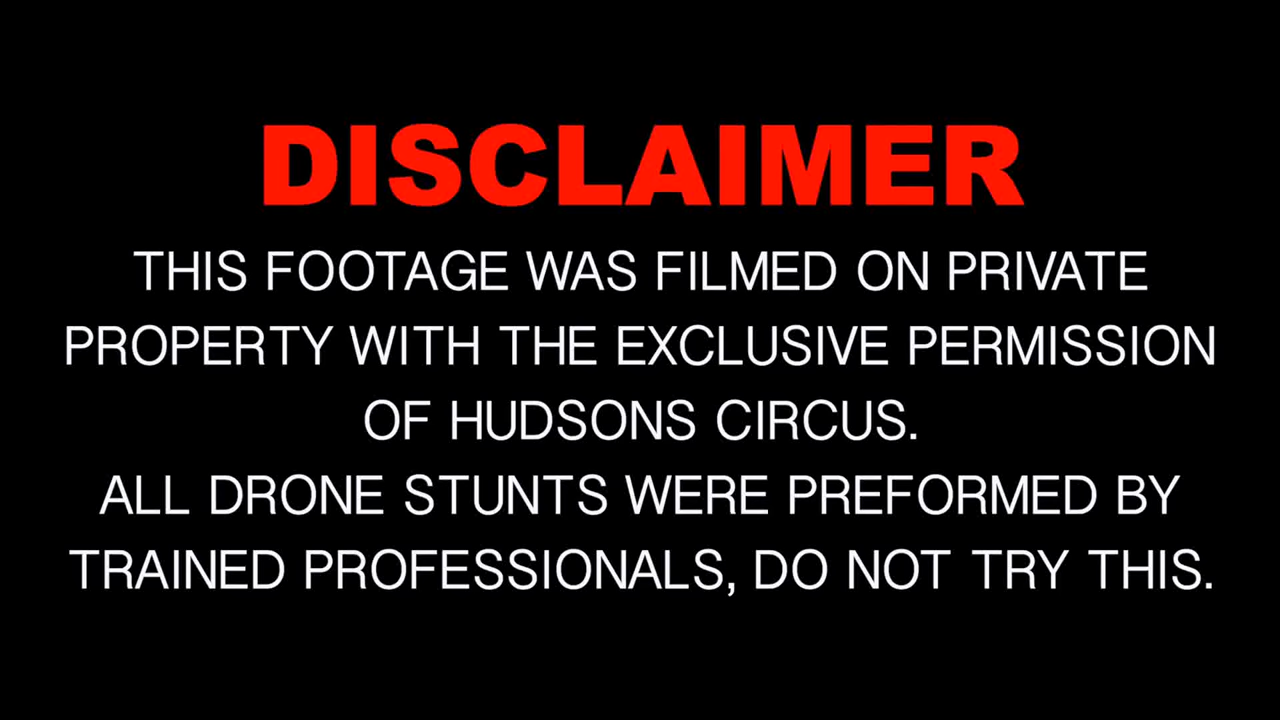 DISCLAIMER
THIS FOOTAGE WAS FILMED ON PRIVATE
PROPERTY WITH THE EXCLUSIVE PERMISSION
OF HUDSONS CIRCUS.
ALL DRONE STUNTS WERE PREFORMED BY
TRAINED PROFESSIONALS, DO NOT TRY THIS.